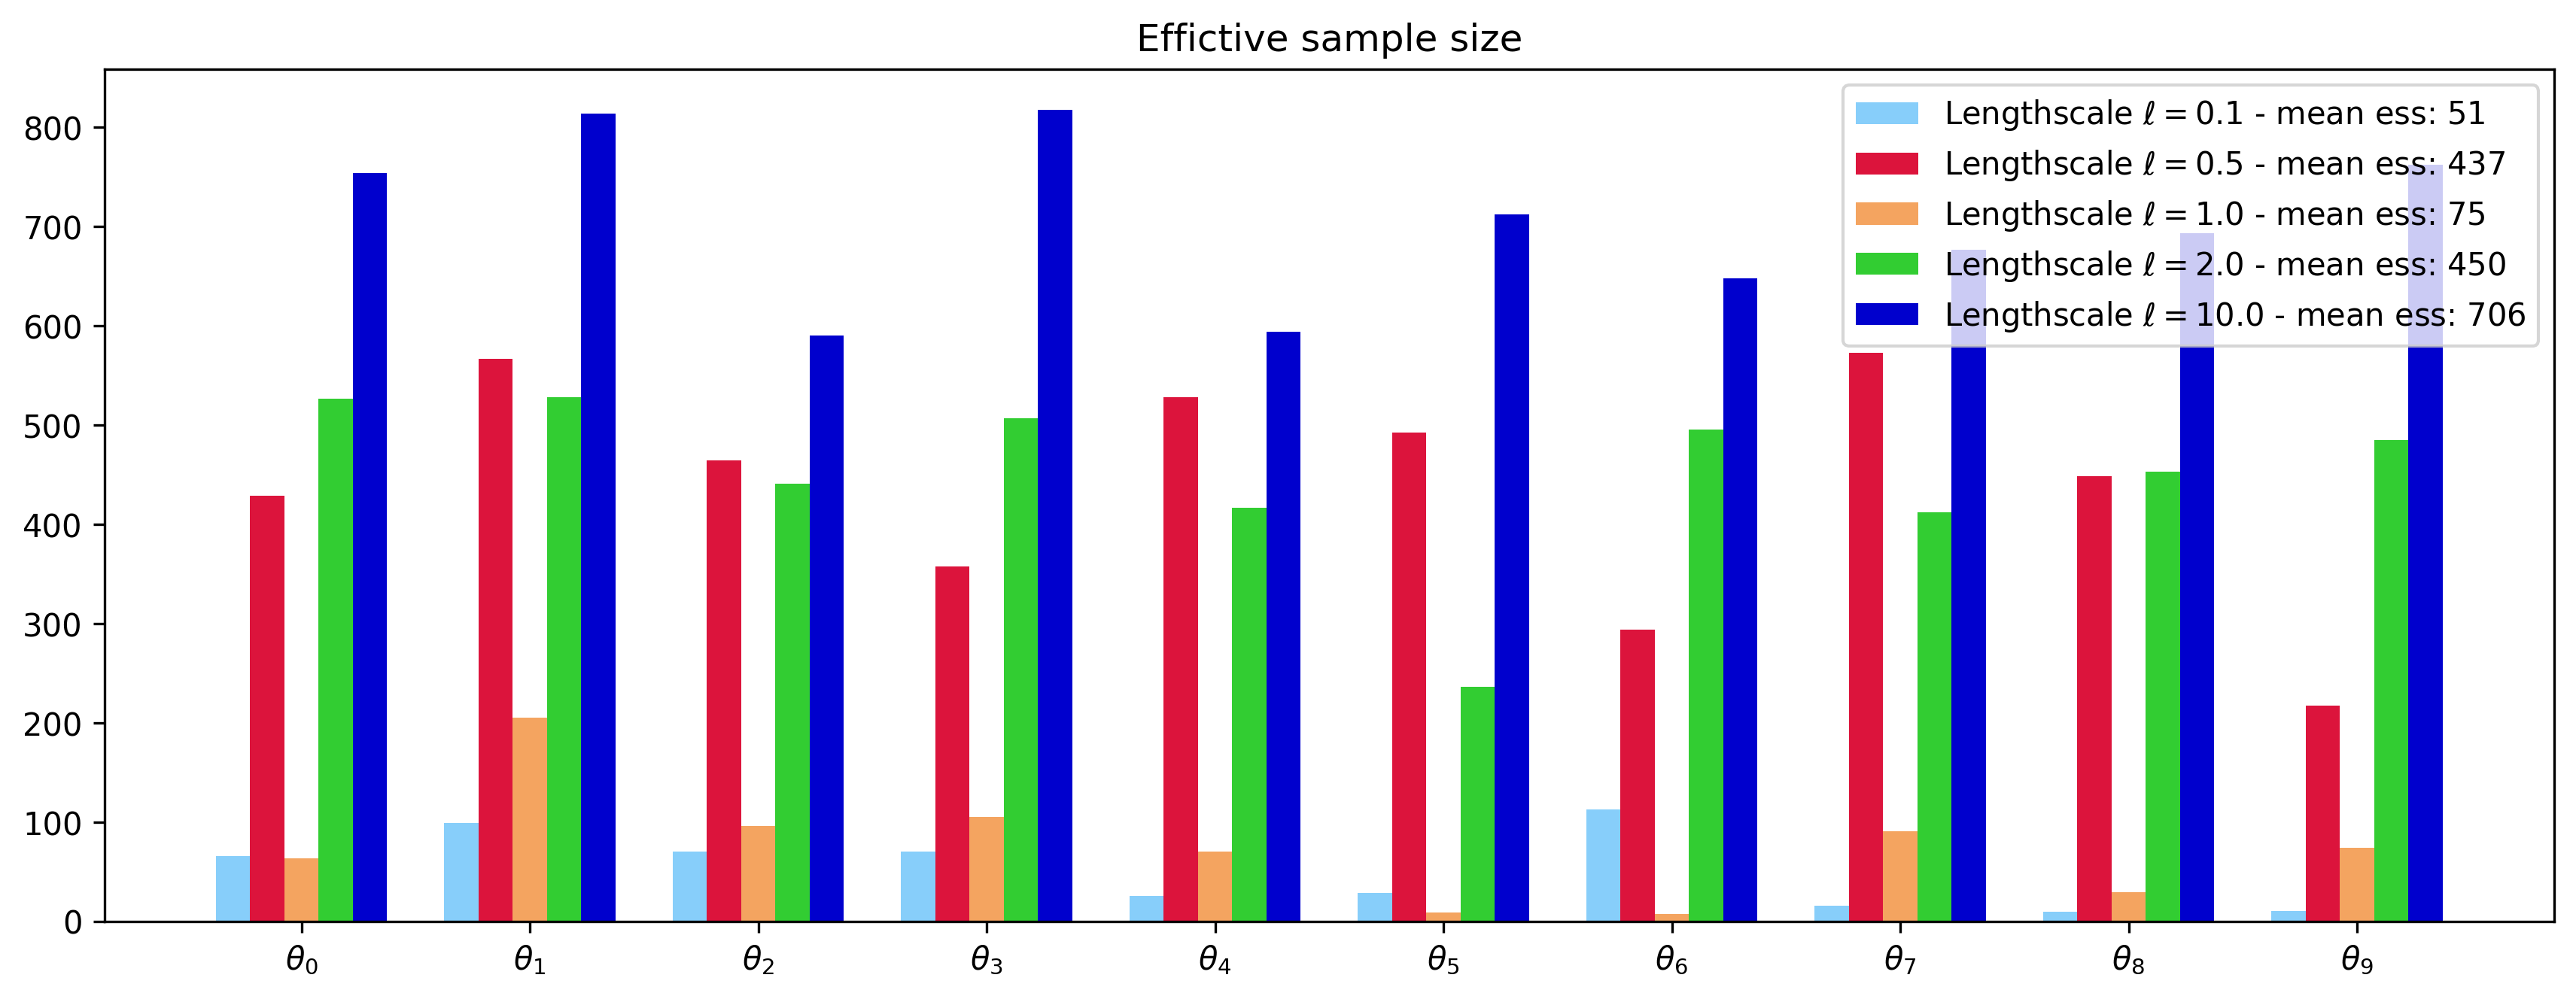 Effictive sample size
Lengthscale ℓ = 0.1 - mean ess: 51
Lengthscale ℓ = 0.5 - mean ess: 437
Lengthscale ℓ = 1.0 - mean ess: 75
Lengthscale ℓ = 2.0 - mean ess: 450
Lengthscale ℓ = 10.0 - mean ess: 706
800
700
600
500
400
300
200
100
0
θ₀ θ₁ θ₂ θ₃ θ₄ θ₅ θ₆ θ₇ θ₈ θ₉